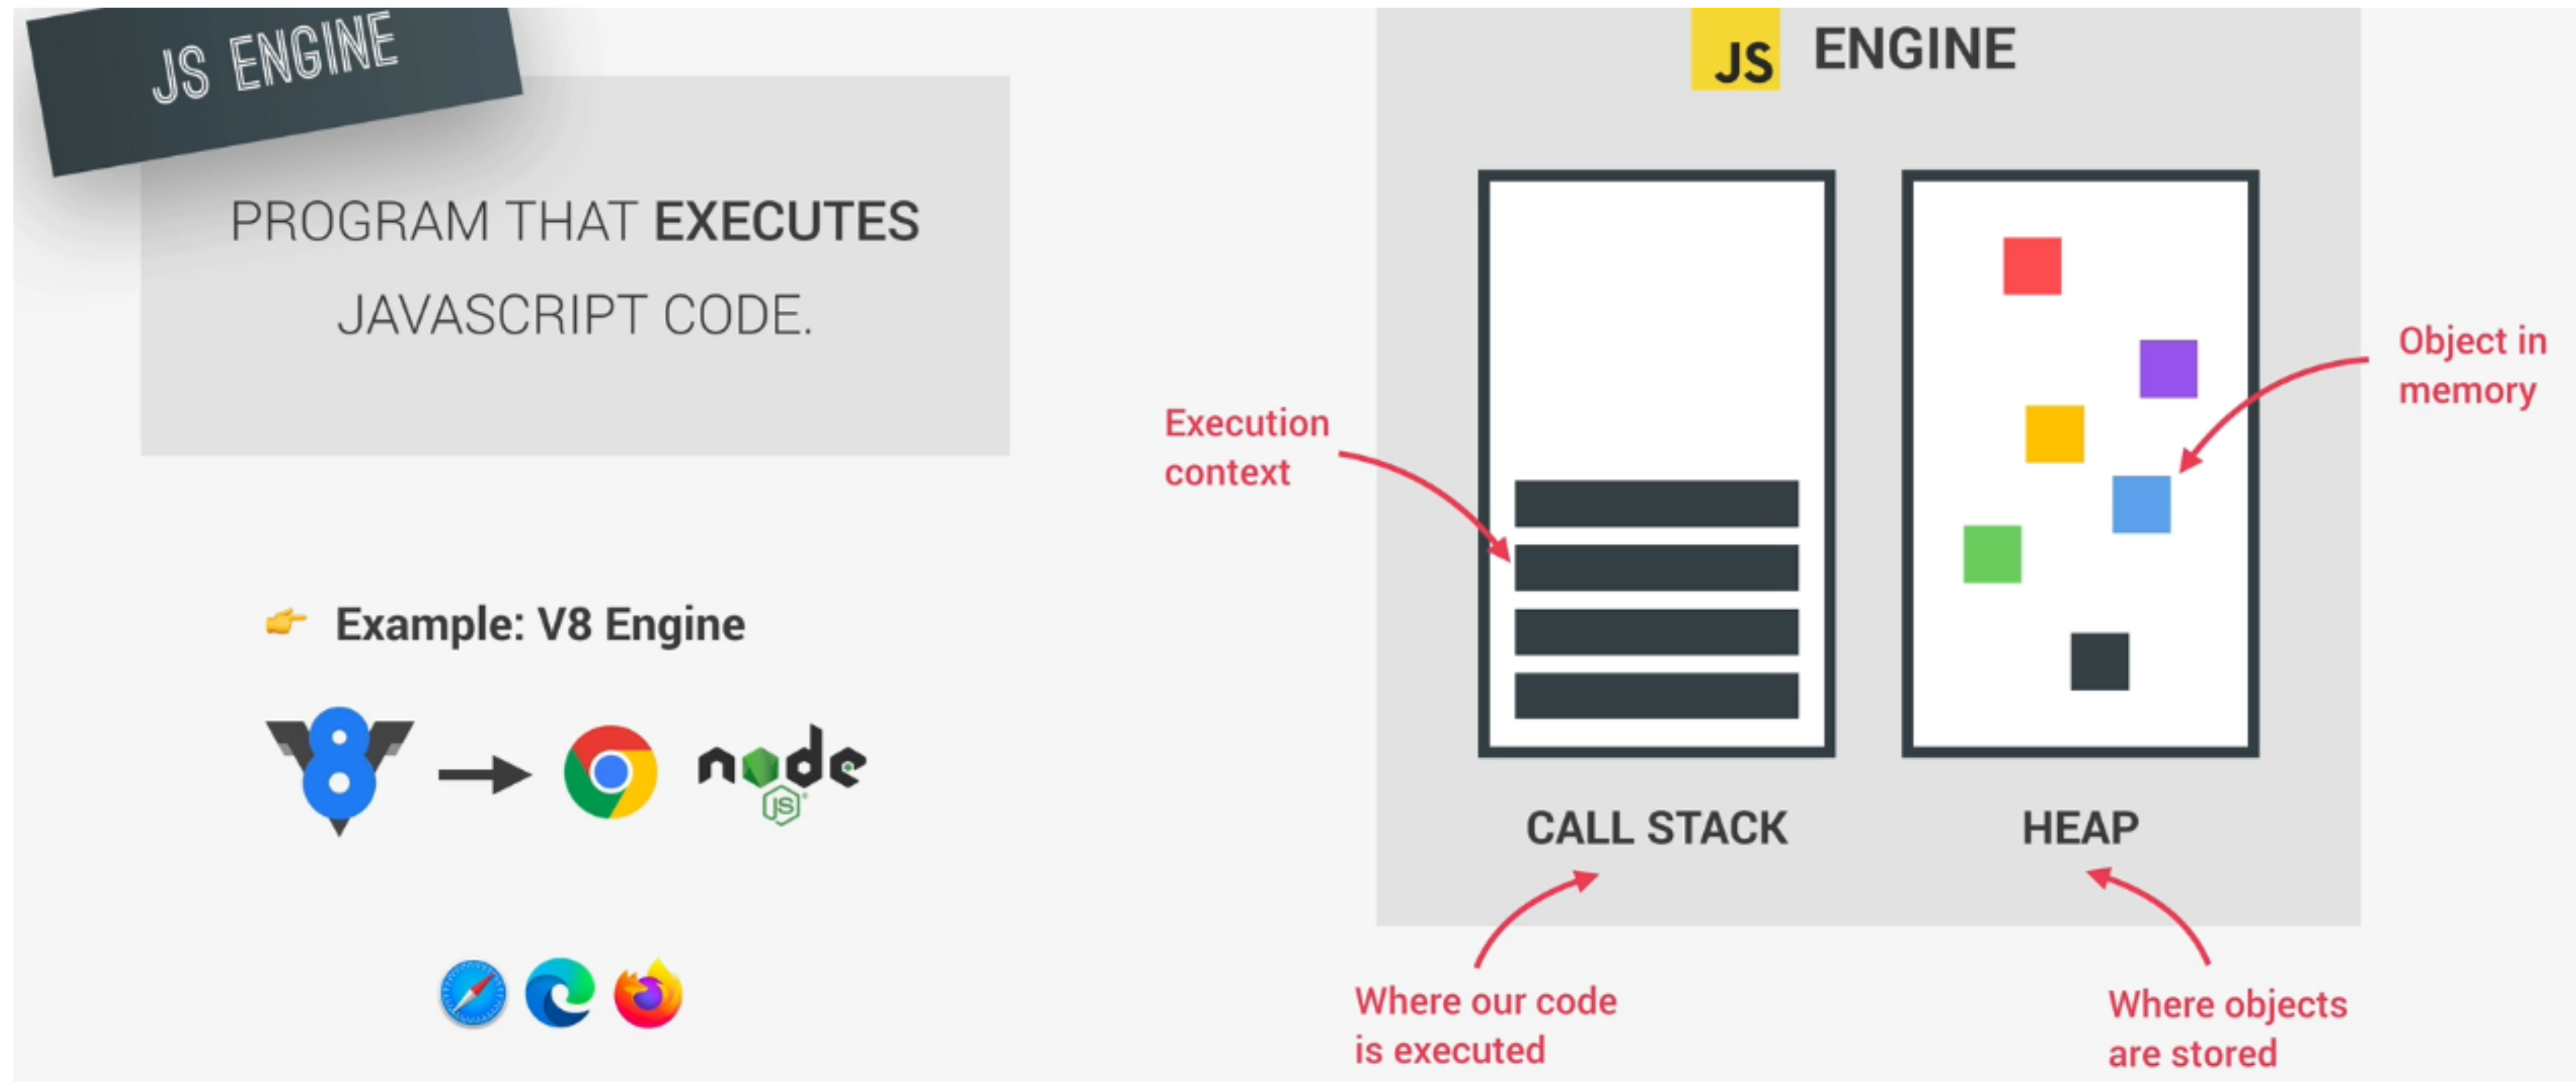 JS ENGINE
PROGRAM THAT EXECUTES
JAVASCRIPT CODE.
👉 Example: V8 Engine
V8
node
JS
JS ENGINE
Execution
context
Object in
memory
CALL STACK
HEAP
Where our code
is executed
Where objects
are stored